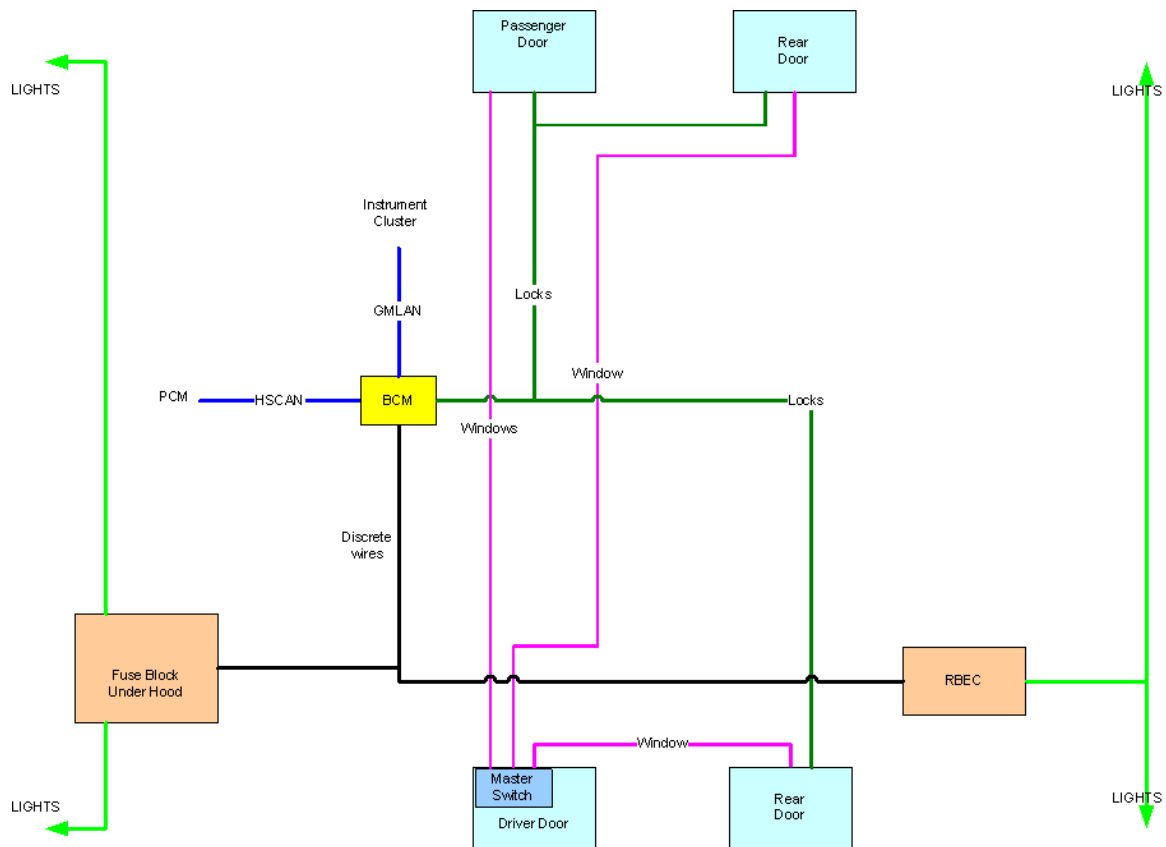 Passenger
Door
Rear
Door
LIGHTS
LIGHTS
Instrument
Cluster
Locks
GMLAN
Window
PCM
HSCAN
BCM
Locks
Windows
Discrete
wires
Fuse Block
Under Hood
RBEC
Window
Master
Switch
Driver Door
Rear
Door
LIGHTS
LIGHTS